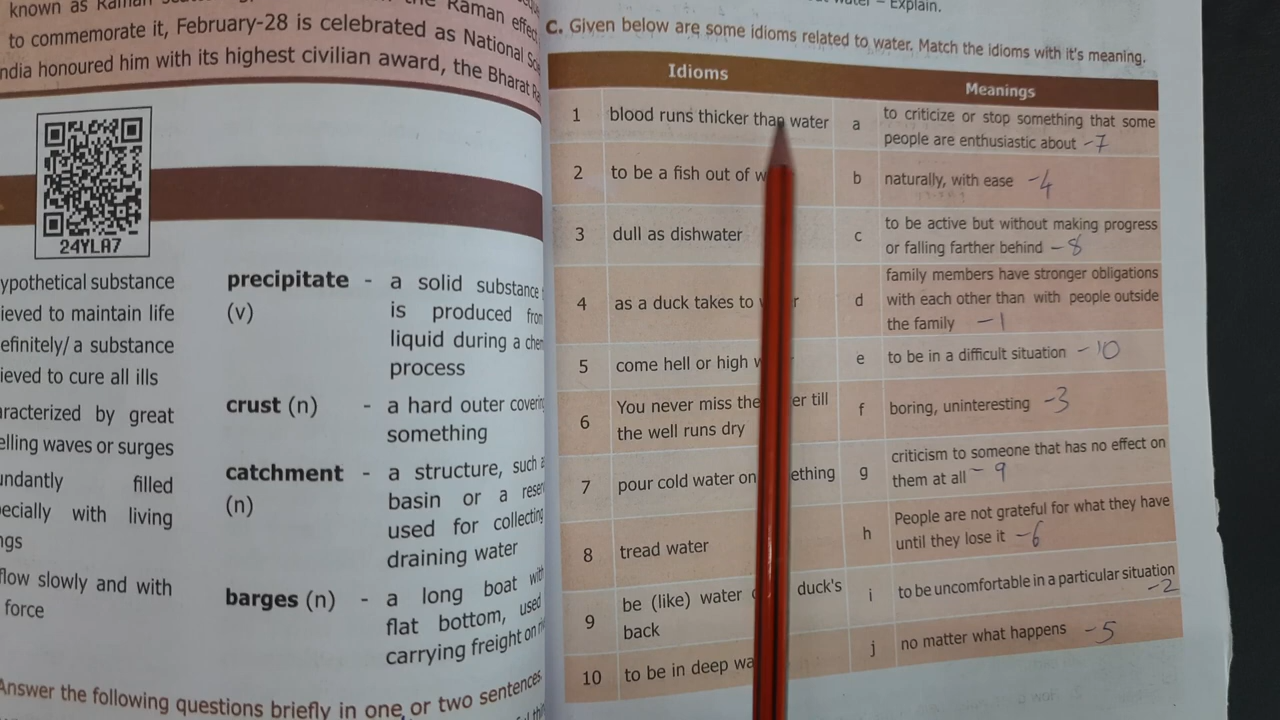 known as Raman
Raman effect
to commemorate it, February-28 is celebrated as National
ndia honoured him with its highest civilian award, the Bharat
24YLA7
ypothetical substance
ieved to maintain life
efinitely/ a substance
ieved to cure all ills
aracterized by great
elling waves or surges
undantly filled
pecially with living
ngs
flow slowly and with
force
precipitate - a solid substance
(v) is produced from
liquid during a chem
process
crust (n) - a hard outer covering
something
catchment - a structure, such a
(n) basin or a reser
used for collecting
draining water
barges (n) - a long boat with
flat bottom, used
carrying freight on
Answer the following questions briefly in one or two sentences.
– Explain.
C. Given below are some idioms related to water. Match the idioms with it's meaning.
Idioms Meanings
1 blood runs thicker than water
a to criticize or stop something that some
people are enthusiastic about -7
2 to be a fish out of w
b naturally, with ease -4
3 dull as dishwater
c to be active but without making progress
or falling farther behind -8
4 as a duck takes to r
d family members have stronger obligations
with each other than with people outside
the family -1
5 come hell or high w
e to be in a difficult situation -10
6 You never miss the er till
the well runs dry
f boring, uninteresting -3
7 pour cold water on ething
g criticism to someone that has no effect on
them at all - 9
8 tread water
h People are not grateful for what they have
until they lose it -6
9 be (like) water duck's
back
i to be uncomfortable in a particular situation
-2
10 to be in deep wa
j no matter what happens -5